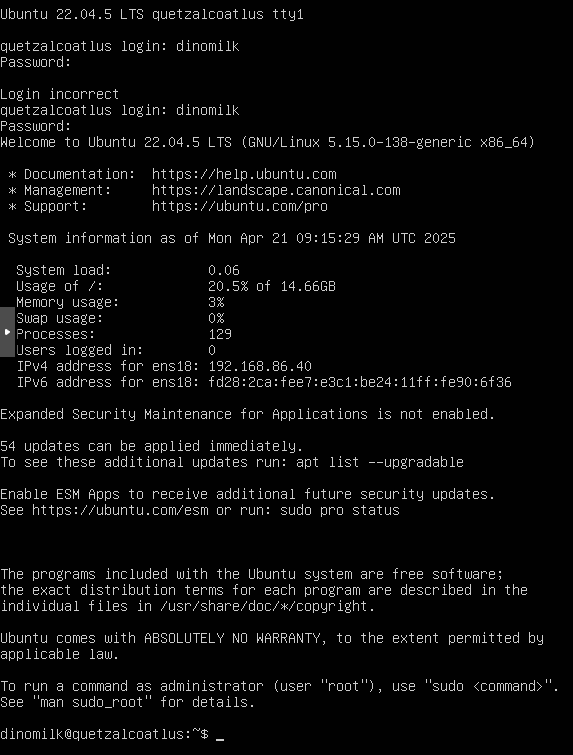 Ubuntu 22.04.5 LTS quetzalcoatlus tty1
quetzalcoatlus login: dinomilk
Password:
Login incorrect
quetzalcoatlus login: dinomilk
Password:
Welcome to Ubuntu 22.04.5 LTS (GNU/Linux 5.15.0-138-generic x86_64)
* Documentation:  https://help.ubuntu.com
* Management:     https://landscape.canonical.com
* Support:        https://ubuntu.com/pro
System information as of Mon Apr 21 09:15:29 AM UTC 2025
System load:            0.06
Usage of /:             20.5% of 14.66GB
Memory usage:           3%
Swap usage:             0%
Processes:              129
Users logged in:        0
IPv4 address for ens18: 192.168.86.40
IPv6 address for ens18: fd28:2ca:fee7:e3c1:be24:11ff:fe90:6f36
Expanded Security Maintenance for Applications is not enabled.
54 updates can be applied immediately.
To see these additional updates run: apt list --upgradable
Enable ESM Apps to receive additional future security updates.
See https://ubuntu.com/esm or run: sudo pro status
The programs included with the Ubuntu system are free software;
the exact distribution terms for each program are described in the
individual files in /usr/share/doc/*/copyright.
Ubuntu comes with ABSOLUTELY NO WARRANTY, to the extent permitted by
applicable law.
To run a command as administrator (user "root"), use "sudo <command>".
See "man sudo_root" for details.
dinomilk@quetzalcoatlus:~$ _